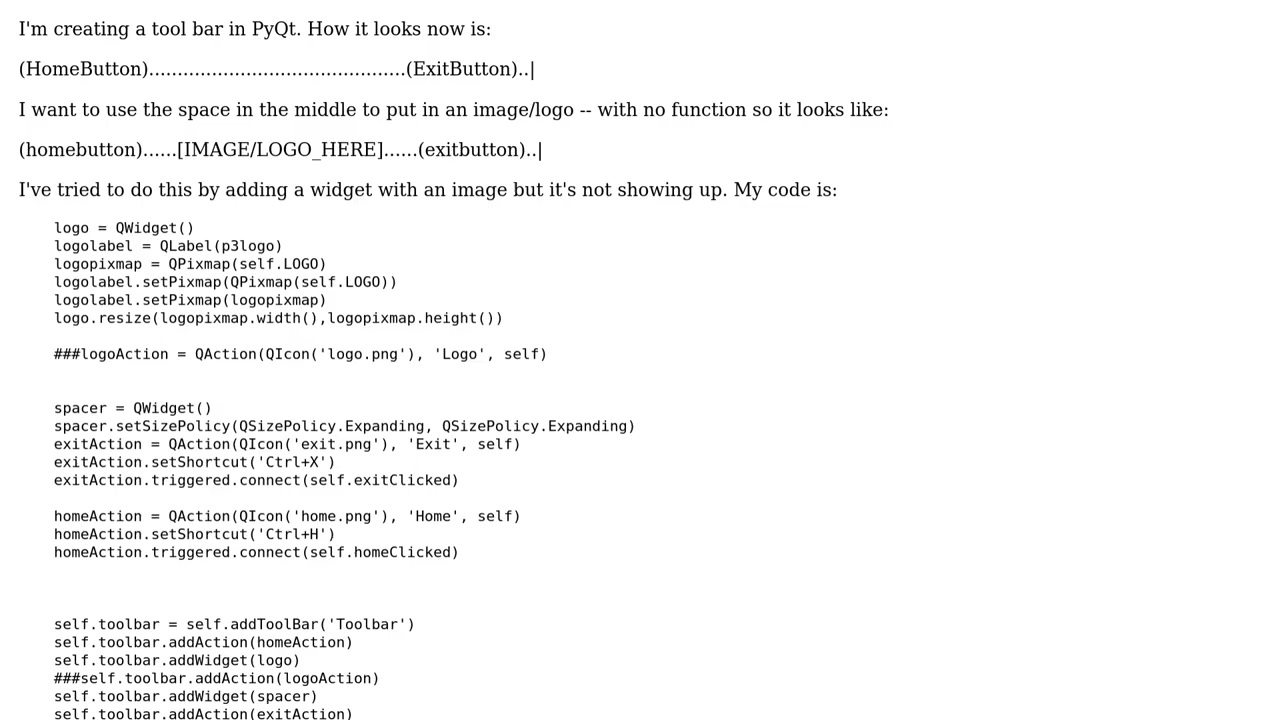 I'm creating a tool bar in PyQt. How it looks now is:
(HomeButton).............................................(ExitButton)..|
I want to use the space in the middle to put in an image/logo -- with no function so it looks like:
(homebutton)......[IMAGE/LOGO_HERE]......(exitbutton)..|
I've tried to do this by adding a widget with an image but it's not showing up. My code is:
logo = QWidget()
logolabel = QLabel(p3logo)
logopixmap = QPixmap(self.LOGO)
logolabel.setPixmap(QPixmap(self.LOGO))
logolabel.setPixmap(logopixmap)
logo.resize(logopixmap.width(),logopixmap.height())
###logoAction = QAction(QIcon('logo.png'), 'Logo', self)
spacer = QWidget()
spacer.setSizePolicy(QSizePolicy.Expanding, QSizePolicy.Expanding)
exitAction = QAction(QIcon('exit.png'), 'Exit', self)
exitAction.setShortcut('Ctrl+X')
exitAction.triggered.connect(self.exitClicked)
homeAction = QAction(QIcon('home.png'), 'Home', self)
homeAction.setShortcut('Ctrl+H')
homeAction.triggered.connect(self.homeClicked)
self.toolbar = self.addToolBar('Toolbar')
self.toolbar.addAction(homeAction)
self.toolbar.addWidget(logo)
###self.toolbar.addAction(logoAction)
self.toolbar.addWidget(spacer)
self.toolbar.addAction(exitAction)